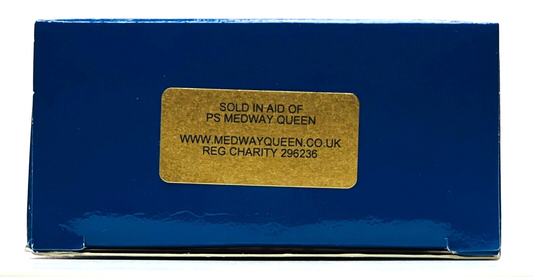 SOLD IN AID OF
PS MEDWAY QUEEN
WWW.MEDWAYQUEEN.CO.UK
REG CHARITY 296236